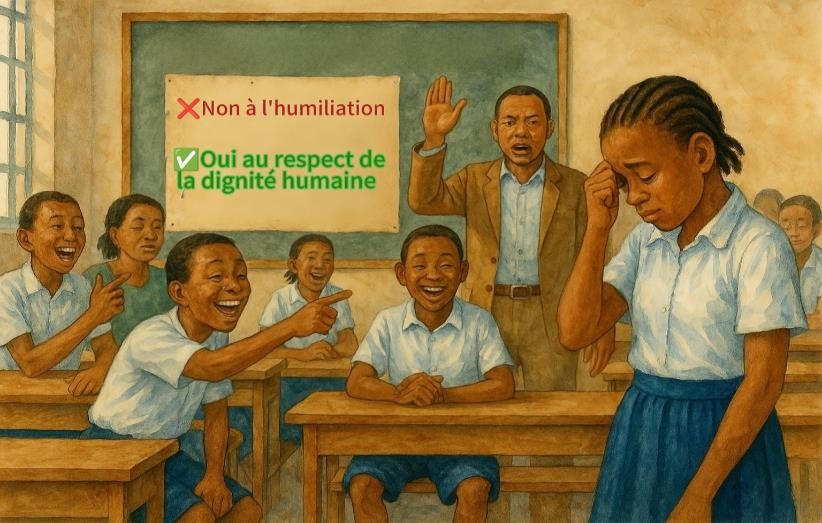 ❌Non à l'humiliation
✅Oui au respect de
la dignité humaine